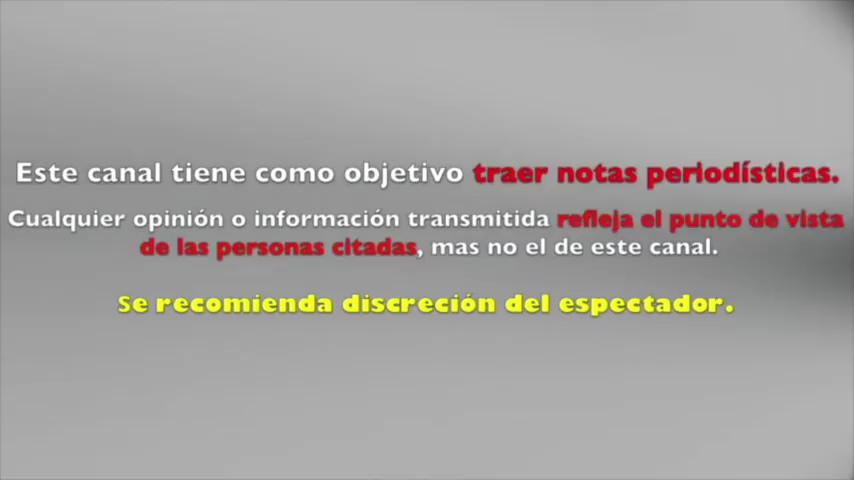 Este canal tiene como objetivo traer notas periodísticas.
Cualquier opinión o información transmitida refleja el punto de vista
de las personas citadas, mas no el de este canal.
Se recomienda discreción del espectador.